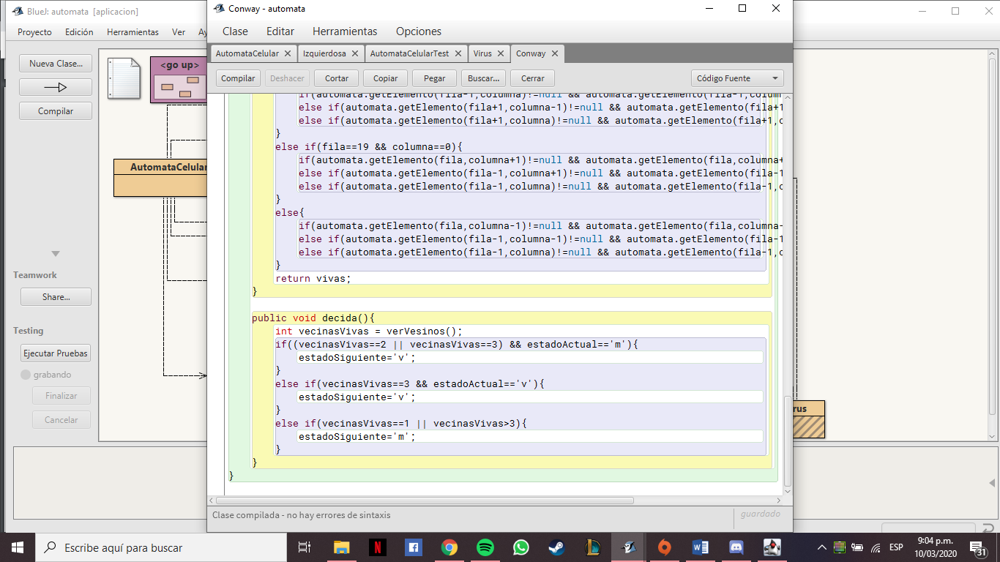 BlueJ: automata [aplicacion]
Proyecto Edición Herramientas Ver
Nueva Clase...
Compilar
<go up>
AutomataCelular
Teamwork
Share...
Testing
Ejecutar Pruebas
grabando
Finalizar
Cancelar
Conway - automata
Clase Editar Herramientas Opciones
AutomataCelular Izquierdosa AutomataCelularTest Virus Conway
Compilar Deshacer Cortar Copiar Pegar Buscar... Cerrar Código Fuente
if(automata.getElemento(fila-1,columna)!=null && automata.getElemento(fila-1,colum
else if(automata.getElemento(fila+1,columna-1)!=null && automata.getElemento(fila+1
else if(automata.getElemento(fila+1,columna)!=null && automata.getElemento(fila+1,
}
else if(fila==19 && columna==0){
if(automata.getElemento(fila,columna+1)!=null && automata.getElemento(fila,columna+
else if(automata.getElemento(fila-1,columna+1)!=null && automata.getElemento(fila-1
else if(automata.getElemento(fila-1,columna)!=null && automata.getElemento(fila-1,c
}
else{
if(automata.getElemento(fila,columna-1)!=null && automata.getElemento(fila,columna-
else if(automata.getElemento(fila-1,columna-1)!=null && automata.getElemento(fila-1
else if(automata.getElemento(fila-1,columna)!=null && automata.getElemento(fila-1,c
}
return vivas;
}
public void decida(){
int vecinasVivas = verVesinos();
if((vecinasVivas==2 || vecinasVivas==3) && estadoActual=='m'){
estadoSiguiente='v';
}
else if(vecinasVivas==3 && estadoActual=='v'){
estadoSiguiente='v';
}
else if(vecinasVivas==1 || vecinasVivas>3){
estadoSiguiente='m';
}
}
}
rus
Clase compilada - no hay errores de sintaxis
guardado
Escribe aquí para buscar
ESP
9:04 p.m.
10/03/2020
31